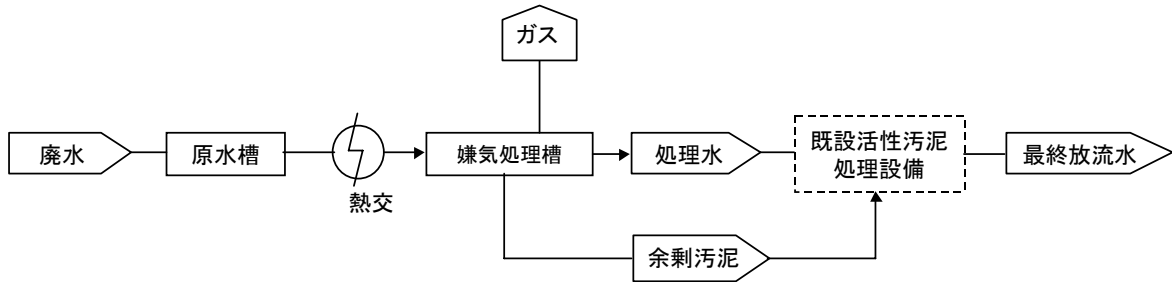 ガス
廃水
原水槽
熱交
嫌気処理槽
処理水
既設活性汚泥
処理設備
最終放流水
余剰汚泥